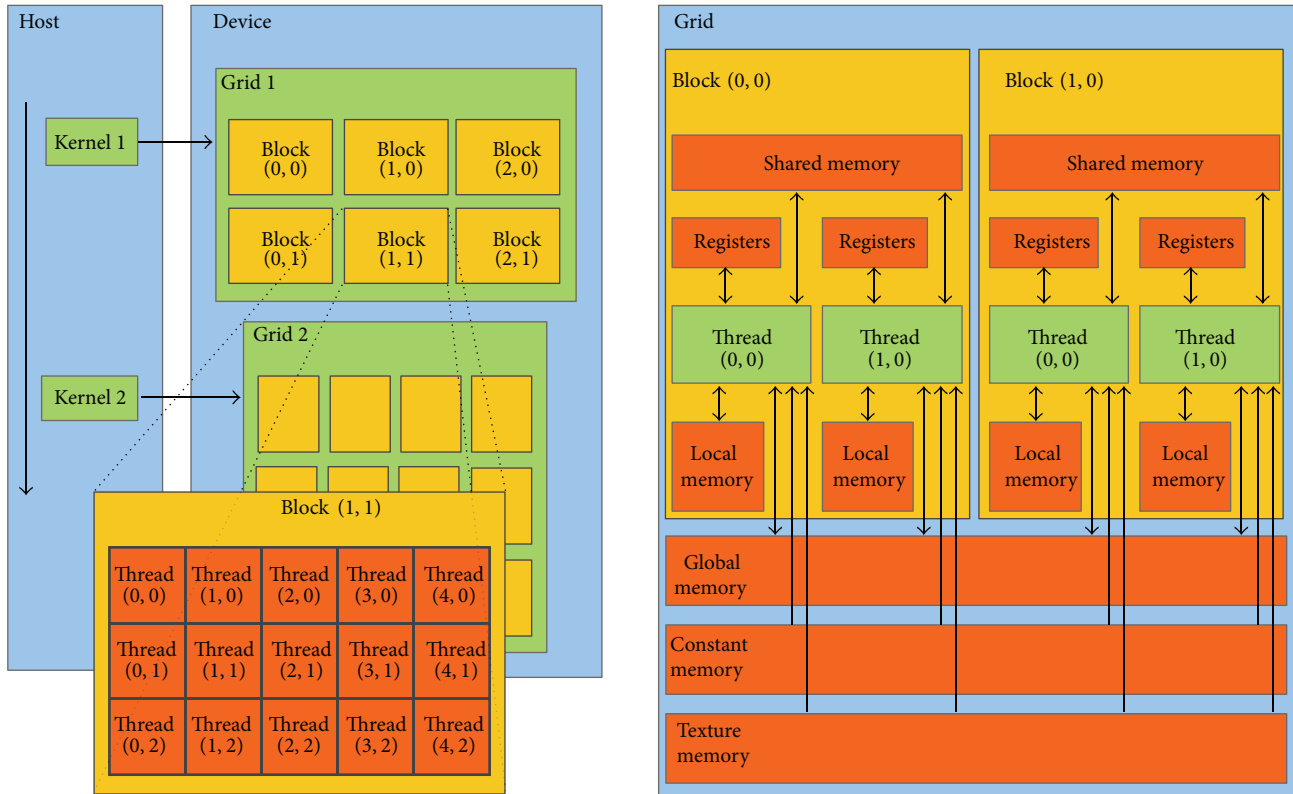 Host
Device
Grid 1
Kernel 1
Block
(0, 0)
Block
(1, 0)
Block
(2, 0)
Block
(0, 1)
Block
(1, 1)
Block
(2, 1)
Grid 2
Kernel 2
Block (1, 1)
Thread
(0, 0)
Thread
(1, 0)
Thread
(2, 0)
Thread
(3, 0)
Thread
(4, 0)
Thread
(0, 1)
Thread
(1, 1)
Thread
(2, 1)
Thread
(3, 1)
Thread
(4, 1)
Thread
(0, 2)
Thread
(1, 2)
Thread
(2, 2)
Thread
(3, 2)
Thread
(4, 2)
Grid
Block (0, 0)
Shared memory
Registers
Registers
Thread
(0, 0)
Thread
(1, 0)
Local
memory
Local
memory
Block (1, 0)
Shared memory
Registers
Registers
Thread
(0, 0)
Thread
(1, 0)
Local
memory
Local
memory
Global
memory
Constant
memory
Texture
memory